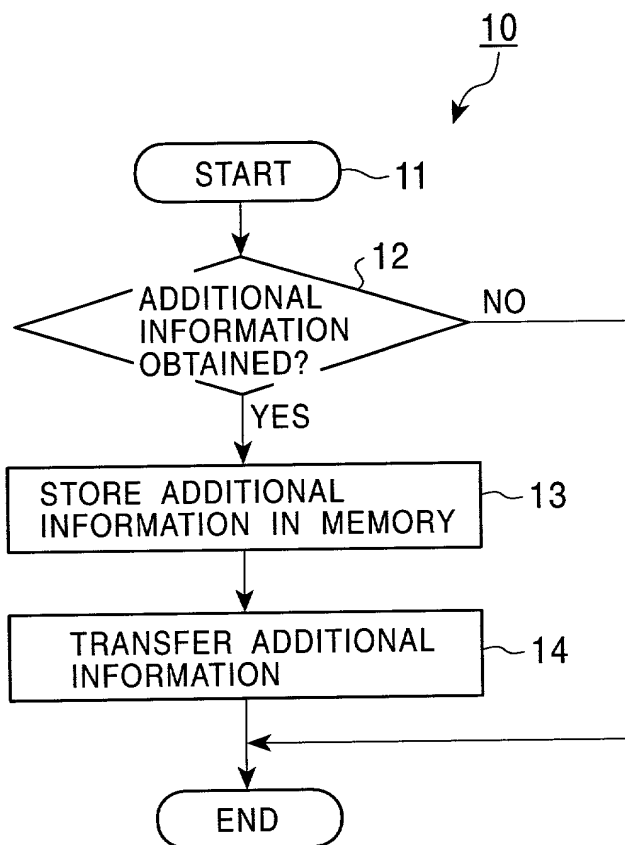 10
START
11
12
ADDITIONAL
INFORMATION
OBTAINED?
NO
YES
STORE ADDITIONAL
INFORMATION IN MEMORY
13
TRANSFER ADDITIONAL
INFORMATION
14
END